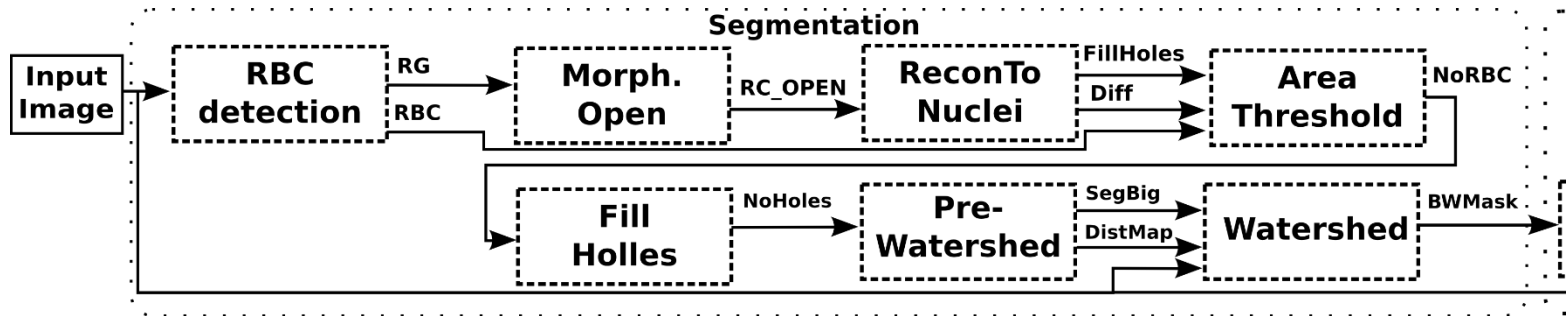 Segmentation
Input
Image
RBC
detection
RG
RBC
Morph.
Open
RC_OPEN
ReconTo
Nuclei
FillHoles
Diff
Area
Threshold
NoRBC
Fill
Holles
NoHoles
Pre-
Watershed
SegBig
DistMap
Watershed
BWMask